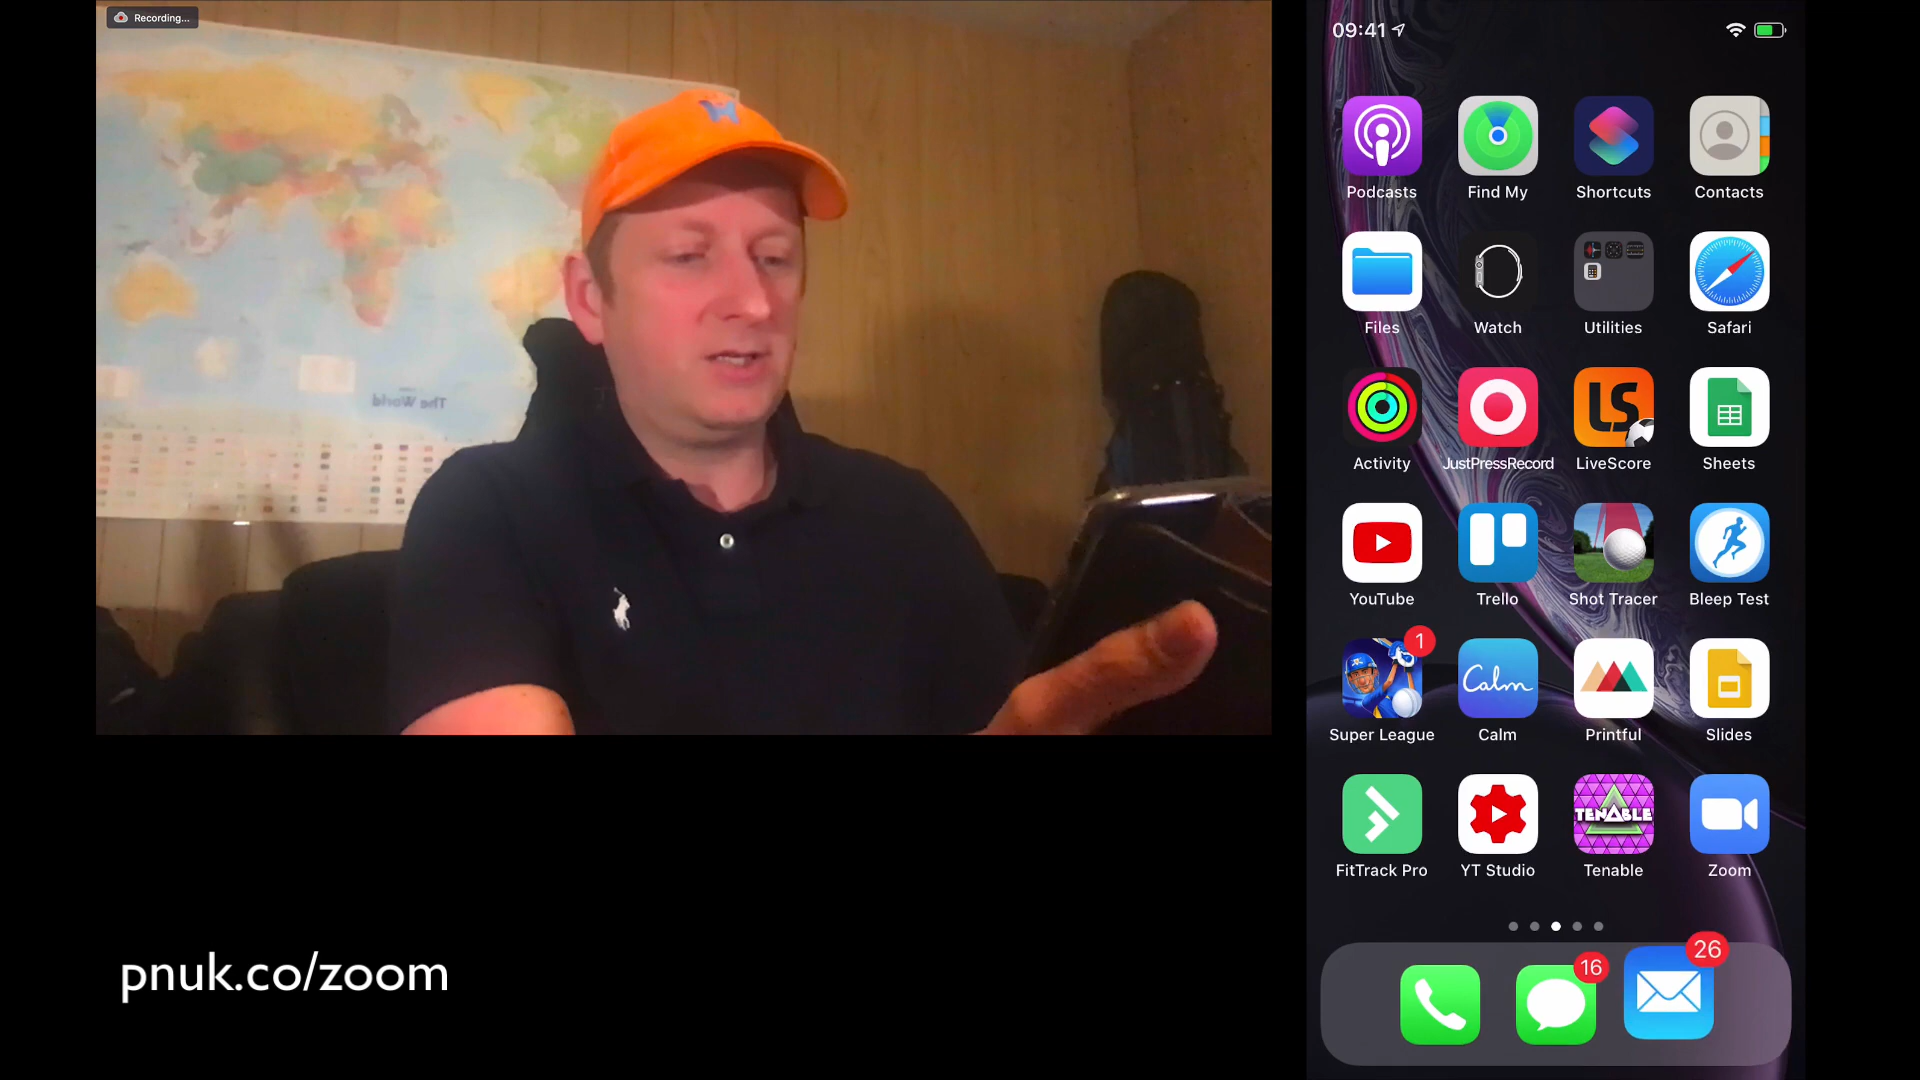 Recording...
The World
09:41
Podcasts
Find My
Shortcuts
Contacts
Files
Watch
Utilities
Safari
LS
Activity
JustPressRecord
LiveScore
Sheets
YouTube
Trello
Shot Tracer
Bleep Test
1
Calm
Super League
Calm
Printful
Slides
TENABLE
FitTrack Pro
YT Studio
Tenable
Zoom
16
26
pnuk.co/zoom